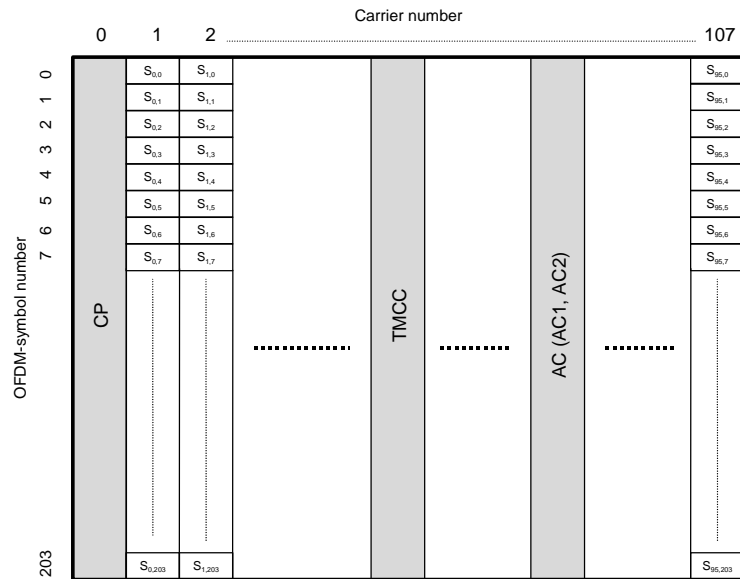 Carrier number
0 1 2 107
0 S0,0 S1,0 S95,0
1 S0,1 S1,1 S95,1
2 S0,2 S1,2 S95,2
3 S0,3 S1,3 S95,3
4 S0,4 S1,4 S95,4
5 S0,5 S1,5 S95,5
6 S0,6 S1,6 S95,6
7 S0,7 S1,7 S95,7
OFDM-symbol number
CP
TMCC
AC (AC1, AC2)
203 S0,203 S1,203 S95,203